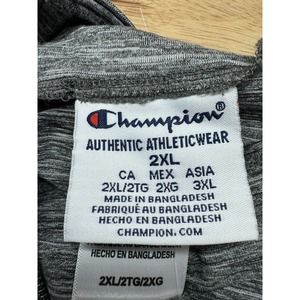 Champion®
AUTHENTIC ATHLETICWEAR
2XL
CA MEX ASIA
2XL/2TG 2XG 3XL
MADE IN BANGLADESH
FABRIQUÉ AU BANGLADESH
HECHO EN BANGLADESH
CHAMPION.COM
HECHO EN BANGLADESH
2XL/2TG/2XG